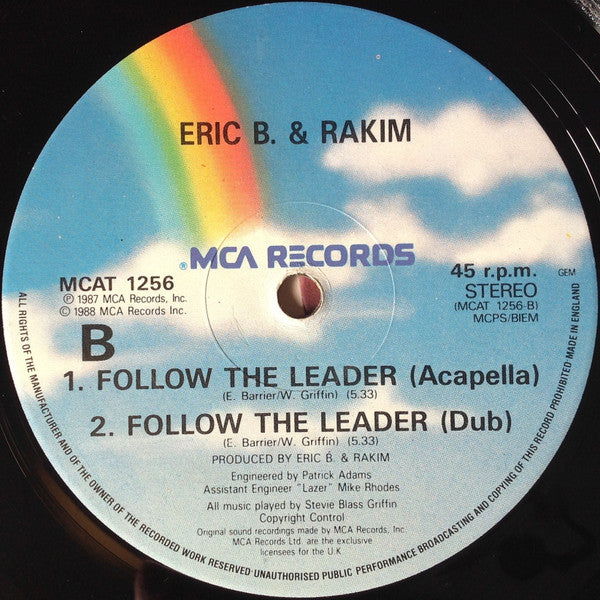 ERIC B. & RAKIM
®MCA RECORDS
MCAT 1256
℗ 1987 MCA Records, Inc.
© 1988 MCA Records, Inc.
B
45 r.p.m.
STEREO
(MCAT 1256-B)
MCPS/BIEM
GEM
1. FOLLOW THE LEADER (Acapella)
(E. Barrier/W. Griffin) (5.33)
2. FOLLOW THE LEADER (Dub)
(E. Barrier/W. Griffin) (5.33)
PRODUCED BY ERIC B. & RAKIM
Engineered by Patrick Adams
Assistant Engineer "Lazer" Mike Rhodes
All music played by Stevie Blass Griffin
Copyright Control
Original sound recordings made by MCA Records, Inc.
MCA Records Ltd. are the exclusive
licensees for the U.K
ALL RIGHTS OF THE MANUFACTURER AND OF THE OWNER OF THE RECORDED WORK RESERVED·UNAUTHORISED PUBLIC PERFORMANCE BROADCASTING AND COPYING OF THIS RECORD PROHIBITED MADE IN ENGLAND